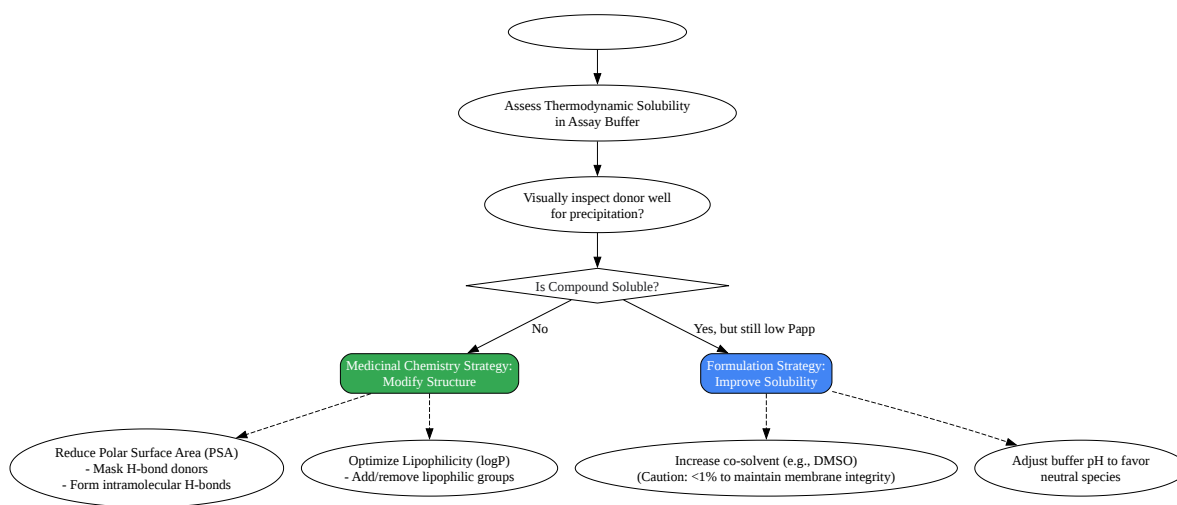 Assess Thermodynamic Solubility
in Assay Buffer
Visually inspect donor well
for precipitation?
Is Compound Soluble?
No
Yes, but still low Papp
Medicinal Chemistry Strategy:
Modify Structure
Formulation Strategy:
Improve Solubility
Reduce Polar Surface Area (PSA)
- Mask H-bond donors
- Form intramolecular H-bonds
Optimize Lipophilicity (logP)
- Add/remove lipophilic groups
Increase co-solvent (e.g., DMSO)
(Caution: <1% to maintain membrane integrity)
Adjust buffer pH to favor
neutral species